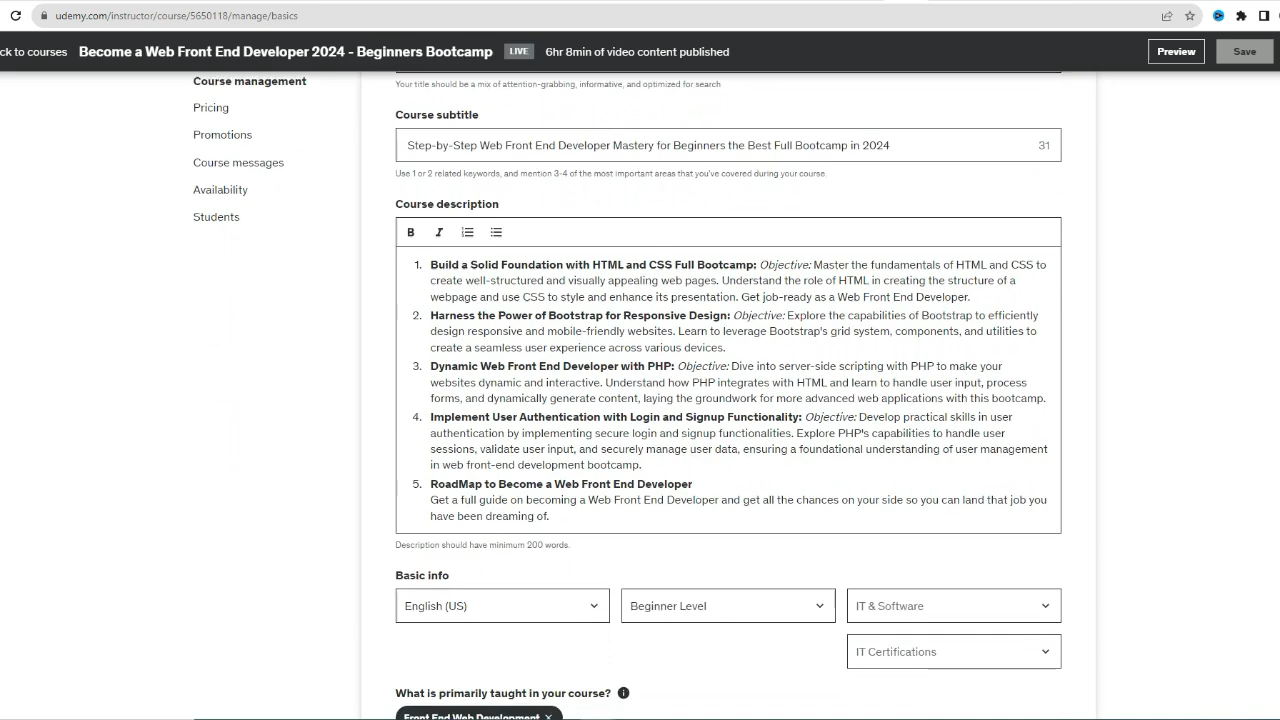 udemy.com/instructor/course/5650118/manage/basics
ck to courses Become a Web Front End Developer 2024 - Beginners Bootcamp LIVE 6hr 8min of video content published Preview Save
Course management
Pricing
Promotions
Course messages
Availability
Students
Your title should be a mix of attention-grabbing, informative, and optimized for search
Course subtitle
Step-by-Step Web Front End Developer Mastery for Beginners the Best Full Bootcamp in 2024 31
Use 1 or 2 related keywords, and mention 3-4 of the most important areas that you've covered during your course.
Course description
B I
1. Build a Solid Foundation with HTML and CSS Full Bootcamp: Objective: Master the fundamentals of HTML and CSS to
create well-structured and visually appealing web pages. Understand the role of HTML in creating the structure of a
webpage and use CSS to style and enhance its presentation. Get job-ready as a Web Front End Developer.
2. Harness the Power of Bootstrap for Responsive Design: Objective: Explore the capabilities of Bootstrap to efficiently
design responsive and mobile-friendly websites. Learn to leverage Bootstrap's grid system, components, and utilities to
create a seamless user experience across various devices.
3. Dynamic Web Front End Developer with PHP: Objective: Dive into server-side scripting with PHP to make your
websites dynamic and interactive. Understand how PHP integrates with HTML and learn to handle user input, process
forms, and dynamically generate content, laying the groundwork for more advanced web applications with this bootcamp.
4. Implement User Authentication with Login and Signup Functionality: Objective: Develop practical skills in user
authentication by implementing secure login and signup functionalities. Explore PHP's capabilities to handle user
sessions, validate user input, and securely manage user data, ensuring a foundational understanding of user management
in web front-end development bootcamp.
5. RoadMap to Become a Web Front End Developer
Get a full guide on becoming a Web Front End Developer and get all the chances on your side so you can land that job you
have been dreaming of.
Description should have minimum 200 words.
Basic info
English (US) Beginner Level IT & Software
IT Certifications
What is primarily taught in your course?
Front End Web Development